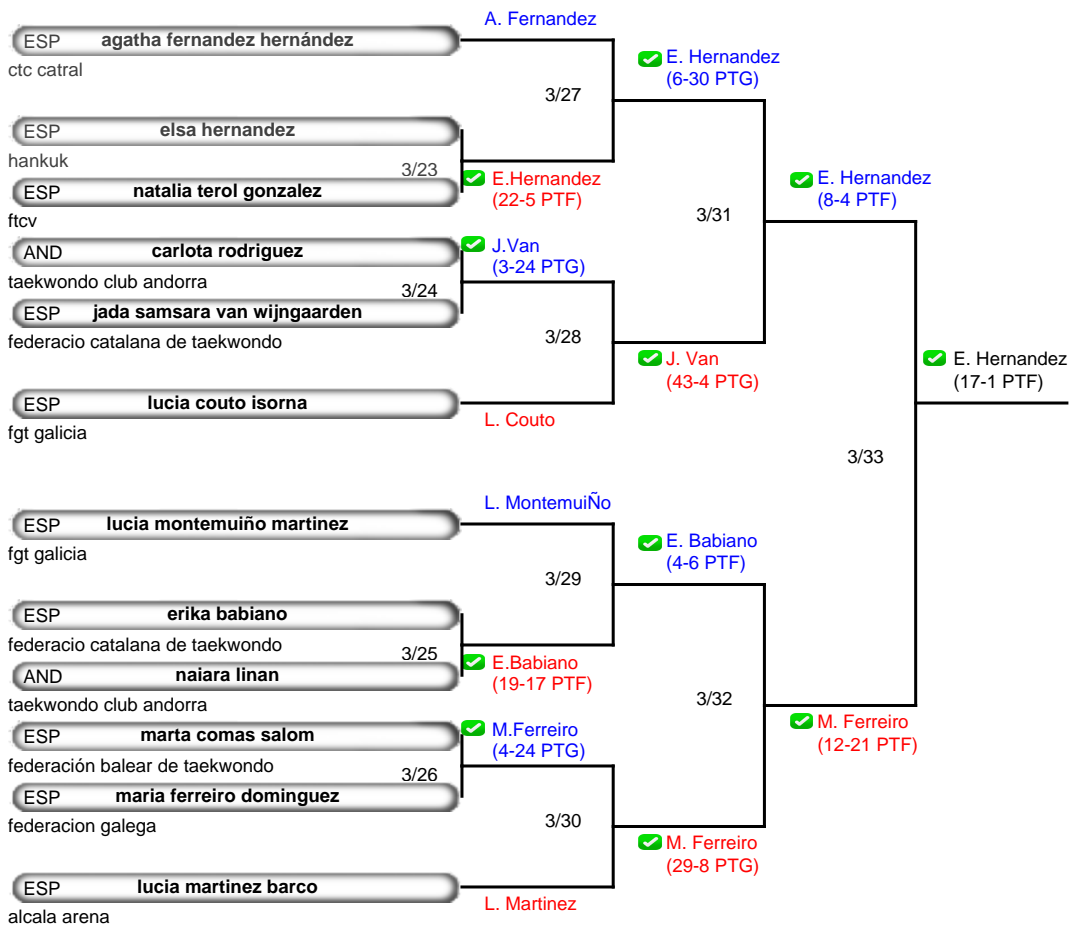 A. Fernandez
ESP agatha fernandez hernández
ctc catral
E. Hernandez
(6-30 PTG)
3/27
ESP elsa hernandez
hankuk
3/23
E.Hernandez
(22-5 PTF)
ESP natalia terol gonzalez
ftcv
E. Hernandez
(8-4 PTF)
3/31
AND carlota rodriguez
taekwondo club andorra
J.Van
(3-24 PTG)
3/24
ESP jada samsara van wijngaarden
federacio catalana de taekwondo
3/28
J. Van
(43-4 PTG)
E. Hernandez
(17-1 PTF)
ESP lucia couto isorna
fgt galicia
L. Couto
3/33
L. MontemuiÑo
ESP lucia montemuiño martinez
fgt galicia
E. Babiano
(4-6 PTF)
3/29
ESP erika babiano
federacio catalana de taekwondo
3/25
E.Babiano
(19-17 PTF)
AND naiara linan
taekwondo club andorra
3/32
M. Ferreiro
(12-21 PTF)
ESP marta comas salom
federación balear de taekwondo
M.Ferreiro
(4-24 PTG)
3/26
ESP maria ferreiro dominguez
federacion galega
3/30
M. Ferreiro
(29-8 PTG)
ESP lucia martinez barco
alcala arena
L. Martinez